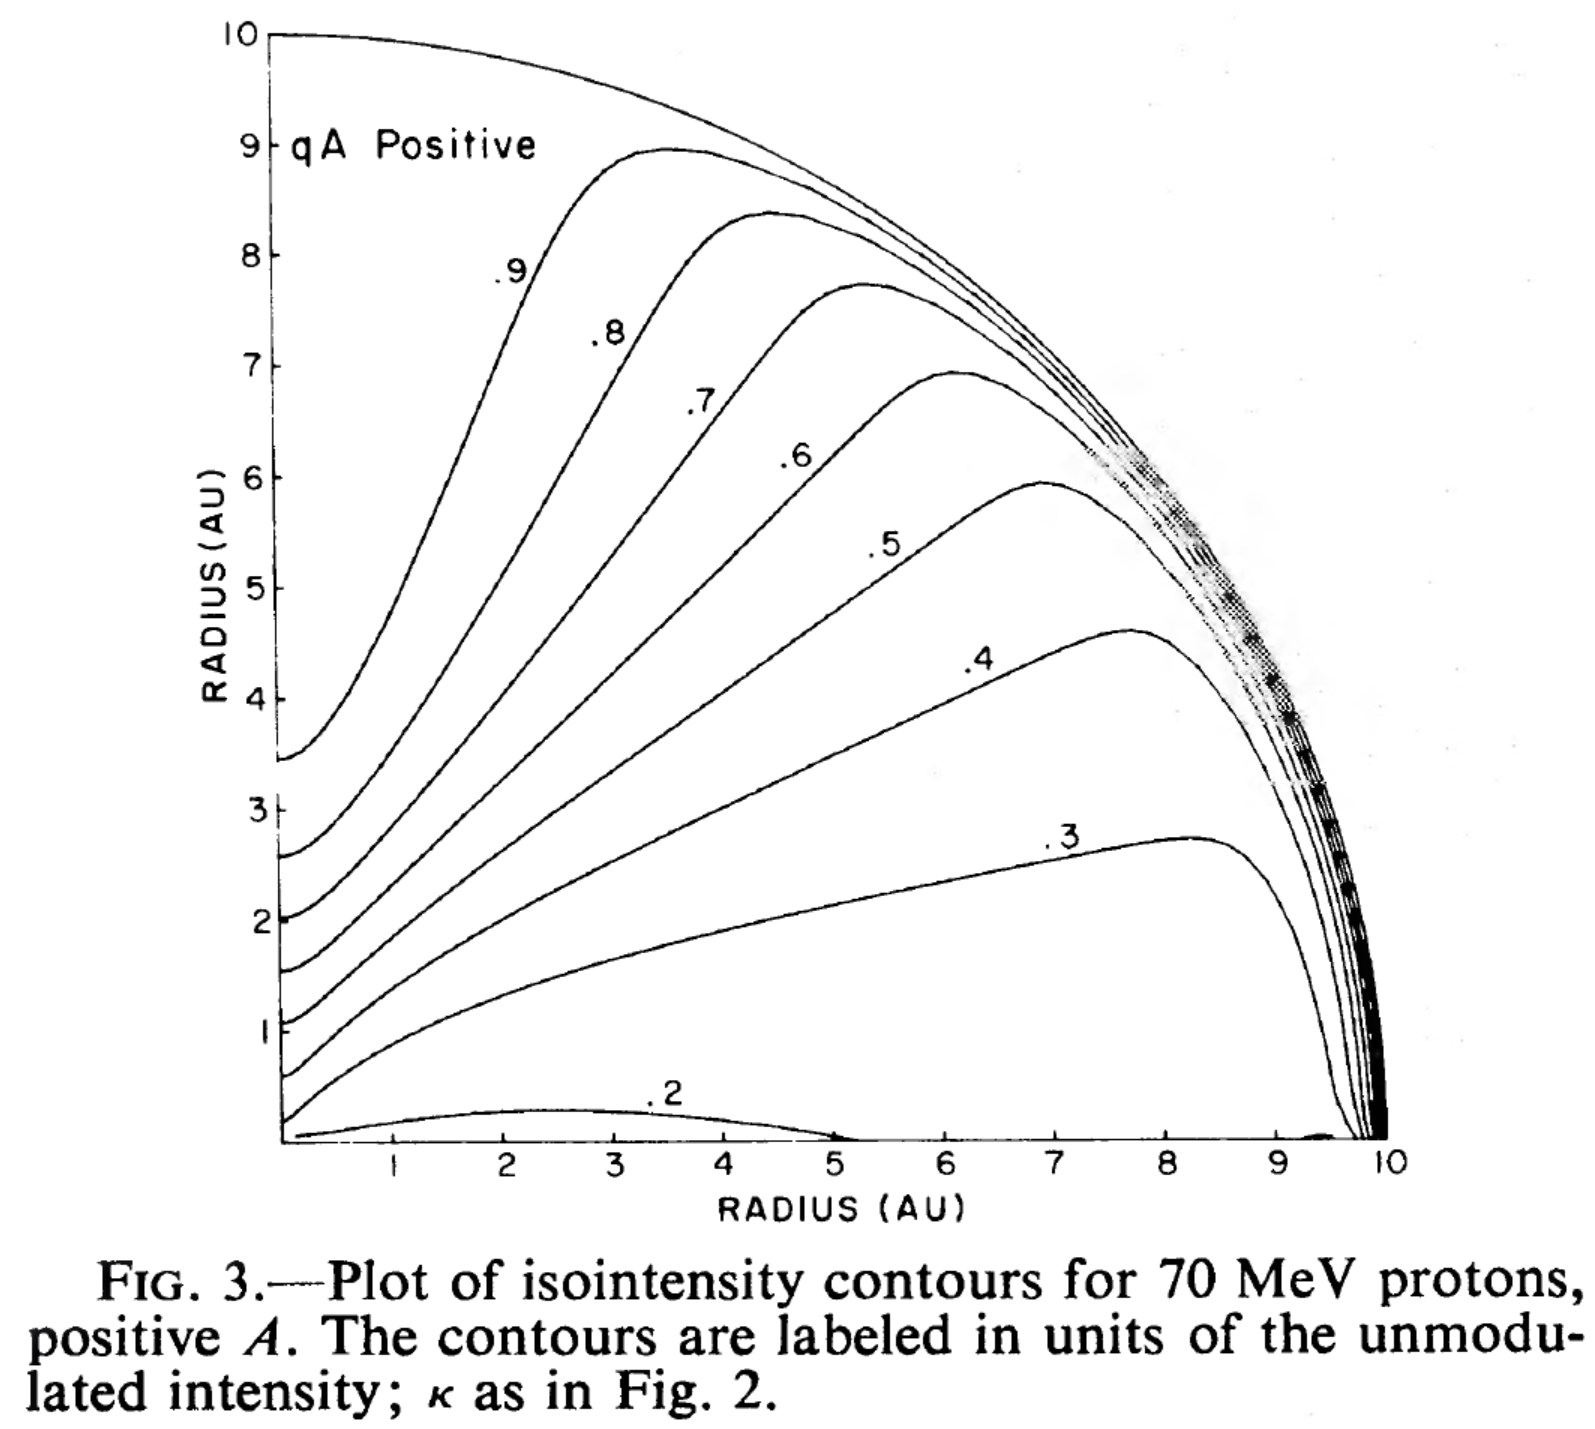 10
9 qA Positive
8
7
6
5
4
3
2
1
RADIUS (AU)
.9
.8
.7
.6
.5
.4
.3
.2
1 2 3 4 5 6 7 8 9 10
RADIUS (AU)
FIG. 3.—Plot of isointensity contours for 70 MeV protons,
positive A. The contours are labeled in units of the unmodu-
lated intensity; κ as in Fig. 2.